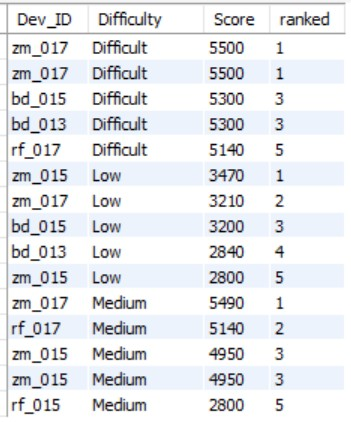 Dev_ID Difficulty Score ranked
zm_017 Difficult 5500 1
zm_017 Difficult 5500 1
bd_015 Difficult 5300 3
bd_013 Difficult 5300 3
rf_017 Difficult 5140 5
zm_015 Low 3470 1
zm_017 Low 3210 2
bd_015 Low 3200 3
bd_013 Low 2840 4
zm_015 Low 2800 5
zm_017 Medium 5490 1
rf_017 Medium 5140 2
zm_015 Medium 4950 3
zm_015 Medium 4950 3
rf_015 Medium 2800 5